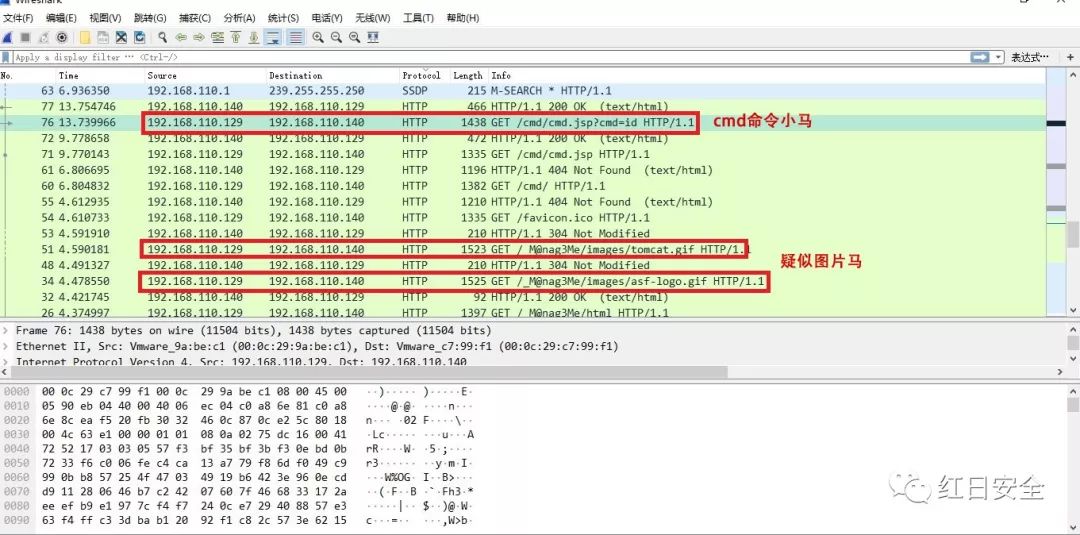 Wireshark
文件(F) 编辑(E) 视图(V) 跳转(G) 捕获(C) 分析(A) 统计(S) 电话(Y) 无线(W) 工具(T) 帮助(H)
Apply a display filter … <Ctrl-/> 表达式… +
No. Time Source Destination Protocol Length Info
63 6.936350 192.168.110.1 239.255.255.250 SSDP 215 M-SEARCH * HTTP/1.1
77 13.754746 192.168.110.140 192.168.110.129 HTTP 466 HTTP/1.1 200 OK (text/html)
76 13.739966 192.168.110.129 192.168.110.140 HTTP 1438 GET /cmd/cmd.jsp?cmd=id HTTP/1.1 cmd命令小马
72 9.778658 192.168.110.140 192.168.110.129 HTTP 472 HTTP/1.1 200 OK (text/html)
71 9.770143 192.168.110.129 192.168.110.140 HTTP 1335 GET /cmd/cmd.jsp HTTP/1.1
61 6.806695 192.168.110.140 192.168.110.129 HTTP 1196 HTTP/1.1 404 Not Found (text/html)
60 6.804832 192.168.110.129 192.168.110.140 HTTP 1382 GET /cmd/ HTTP/1.1
55 4.612935 192.168.110.140 192.168.110.129 HTTP 1210 HTTP/1.1 404 Not Found (text/html)
54 4.610733 192.168.110.129 192.168.110.140 HTTP 1335 GET /favicon.ico HTTP/1.1
53 4.591910 192.168.110.140 192.168.110.129 HTTP 210 HTTP/1.1 304 Not Modified
51 4.590181 192.168.110.129 192.168.110.140 HTTP 1523 GET /_M@nag3Me/images/tomcat.gif HTTP/1.1
疑似图片马
48 4.491327 192.168.110.140 192.168.110.129 HTTP 210 HTTP/1.1 304 Not Modified
34 4.478550 192.168.110.129 192.168.110.140 HTTP 1525 GET /_M@nag3Me/images/asf-logo.gif HTTP/1.1
32 4.421745 192.168.110.140 192.168.110.129 HTTP 92 HTTP/1.1 200 OK (text/html)
26 4.374997 192.168.110.129 192.168.110.140 HTTP 1397 GET /_M@nag3Me/html HTTP/1.1
Frame 76: 1438 bytes on wire (11504 bits), 1438 bytes captured (11504 bits)
Ethernet II, Src: Vmware_9a:be:c1 (00:0c:29:9a:be:c1), Dst: Vmware_c7:99:f1 (00:0c:29:c7:99:f1)
Internet Protocol Version 4, Src: 192.168.110.129, Dst: 192.168.110.140
0000 00 0c 29 c7 99 f1 00 0c 29 9a be c1 08 00 45 00 ··)····· )·····E·
0010 05 90 eb 04 40 00 40 06 ec 04 c0 a8 6e 81 c0 a8
0020 6e 8c ea f5 20 fb 30 32 46 0c 87 0c e2 5c 80 18
0030 00 4c 63 e1 00 00 01 01 08 0a 02 75 dc 16 00 41
0040 72 52 17 03 03 05 57 f3 bf 35 bf 3b f3 0e bd 0b
0050 72 33 f6 c0 06 fe c4 ca 13 a7 79 f8 6d f0 49 c9
0060 99 0b b8 57 25 4f 47 03 49 19 b6 42 3e 96 0e cd
0070 d9 11 28 06 46 b7 c2 42 07 60 7f 46 68 33 17 2a
0080 ee ef b9 e1 97 7c f4 f7 24 0c e7 29 40 88 57 e3
0090 63 f4 ff c3 3d ba b1 20 92 f1 c8 2c 57 3e 62 15
红日安全